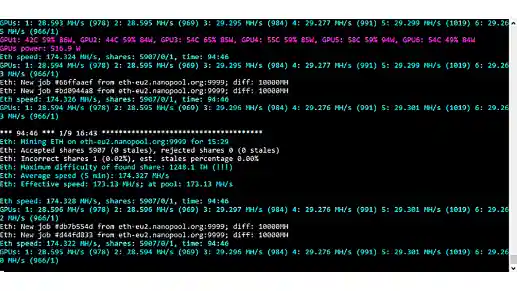 GPUs: 1: 28.593 MH/s (978) 2: 28.595 MH/s (969) 3: 29.295 MH/s (984) 4: 29.277 MH/s (991) 5: 29.299 MH/s (1019) 6: 29.26
5 MH/s (966/1)
GPU1: 42C 59% 86W, GPU2: 44C 59% 84W, GPU3: 54C 65% 85W, GPU4: 55C 59% 85W, GPU5: 58C 59% 94W, GPU6: 54C 49% 84W
GPUs power: 516.9 W
Eth speed: 174.324 MH/s, shares: 5907/0/1, time: 94:46
GPUs: 1: 28.594 MH/s (978) 2: 28.594 MH/s (969) 3: 29.295 MH/s (984) 4: 29.277 MH/s (991) 5: 29.299 MH/s (1019) 6: 29.26
3 MH/s (966/1)
Eth: New job #66ffaaef from eth-eu2.nanopool.org:9999; diff: 10000MH
Eth: New job #bd0944a8 from eth-eu2.nanopool.org:9999; diff: 10000MH
Eth speed: 174.326 MH/s, shares: 5907/0/1, time: 94:46
GPUs: 1: 28.594 MH/s (978) 2: 28.595 MH/s (969) 3: 29.297 MH/s (984) 4: 29.276 MH/s (991) 5: 29.301 MH/s (1019) 6: 29.26
3 MH/s (966/1)
*** 94:46 *** 1/9 16:43 **************************************
Eth: Mining ETH on eth-eu2.nanopool.org:9999 for 15:29
Eth: Accepted shares 5907 (0 stales), rejected shares 0 (0 stales)
Eth: Incorrect shares 1 (0.02%), est. stales percentage 0.00%
Eth: Maximum difficulty of found share: 1248.1 TH (!!!)
Eth: Average speed (5 min): 174.327 MH/s
Eth: Effective speed: 173.13 MH/s; at pool: 173.13 MH/s
Eth speed: 174.328 MH/s, shares: 5907/0/1, time: 94:46
GPUs: 1: 28.596 MH/s (978) 2: 28.596 MH/s (969) 3: 29.297 MH/s (984) 4: 29.276 MH/s (991) 5: 29.301 MH/s (1019) 6: 29.26
2 MH/s (966/1)
Eth: New job #db7b554d from eth-eu2.nanopool.org:9999; diff: 10000MH
Eth: New job #d44fd833 from eth-eu2.nanopool.org:9999; diff: 10000MH
Eth speed: 174.322 MH/s, shares: 5907/0/1, time: 94:46
GPUs: 1: 28.595 MH/s (978) 2: 28.594 MH/s (969) 3: 29.295 MH/s (984) 4: 29.276 MH/s (991) 5: 29.301 MH/s (1019) 6: 29.26
0 MH/s (966/1)